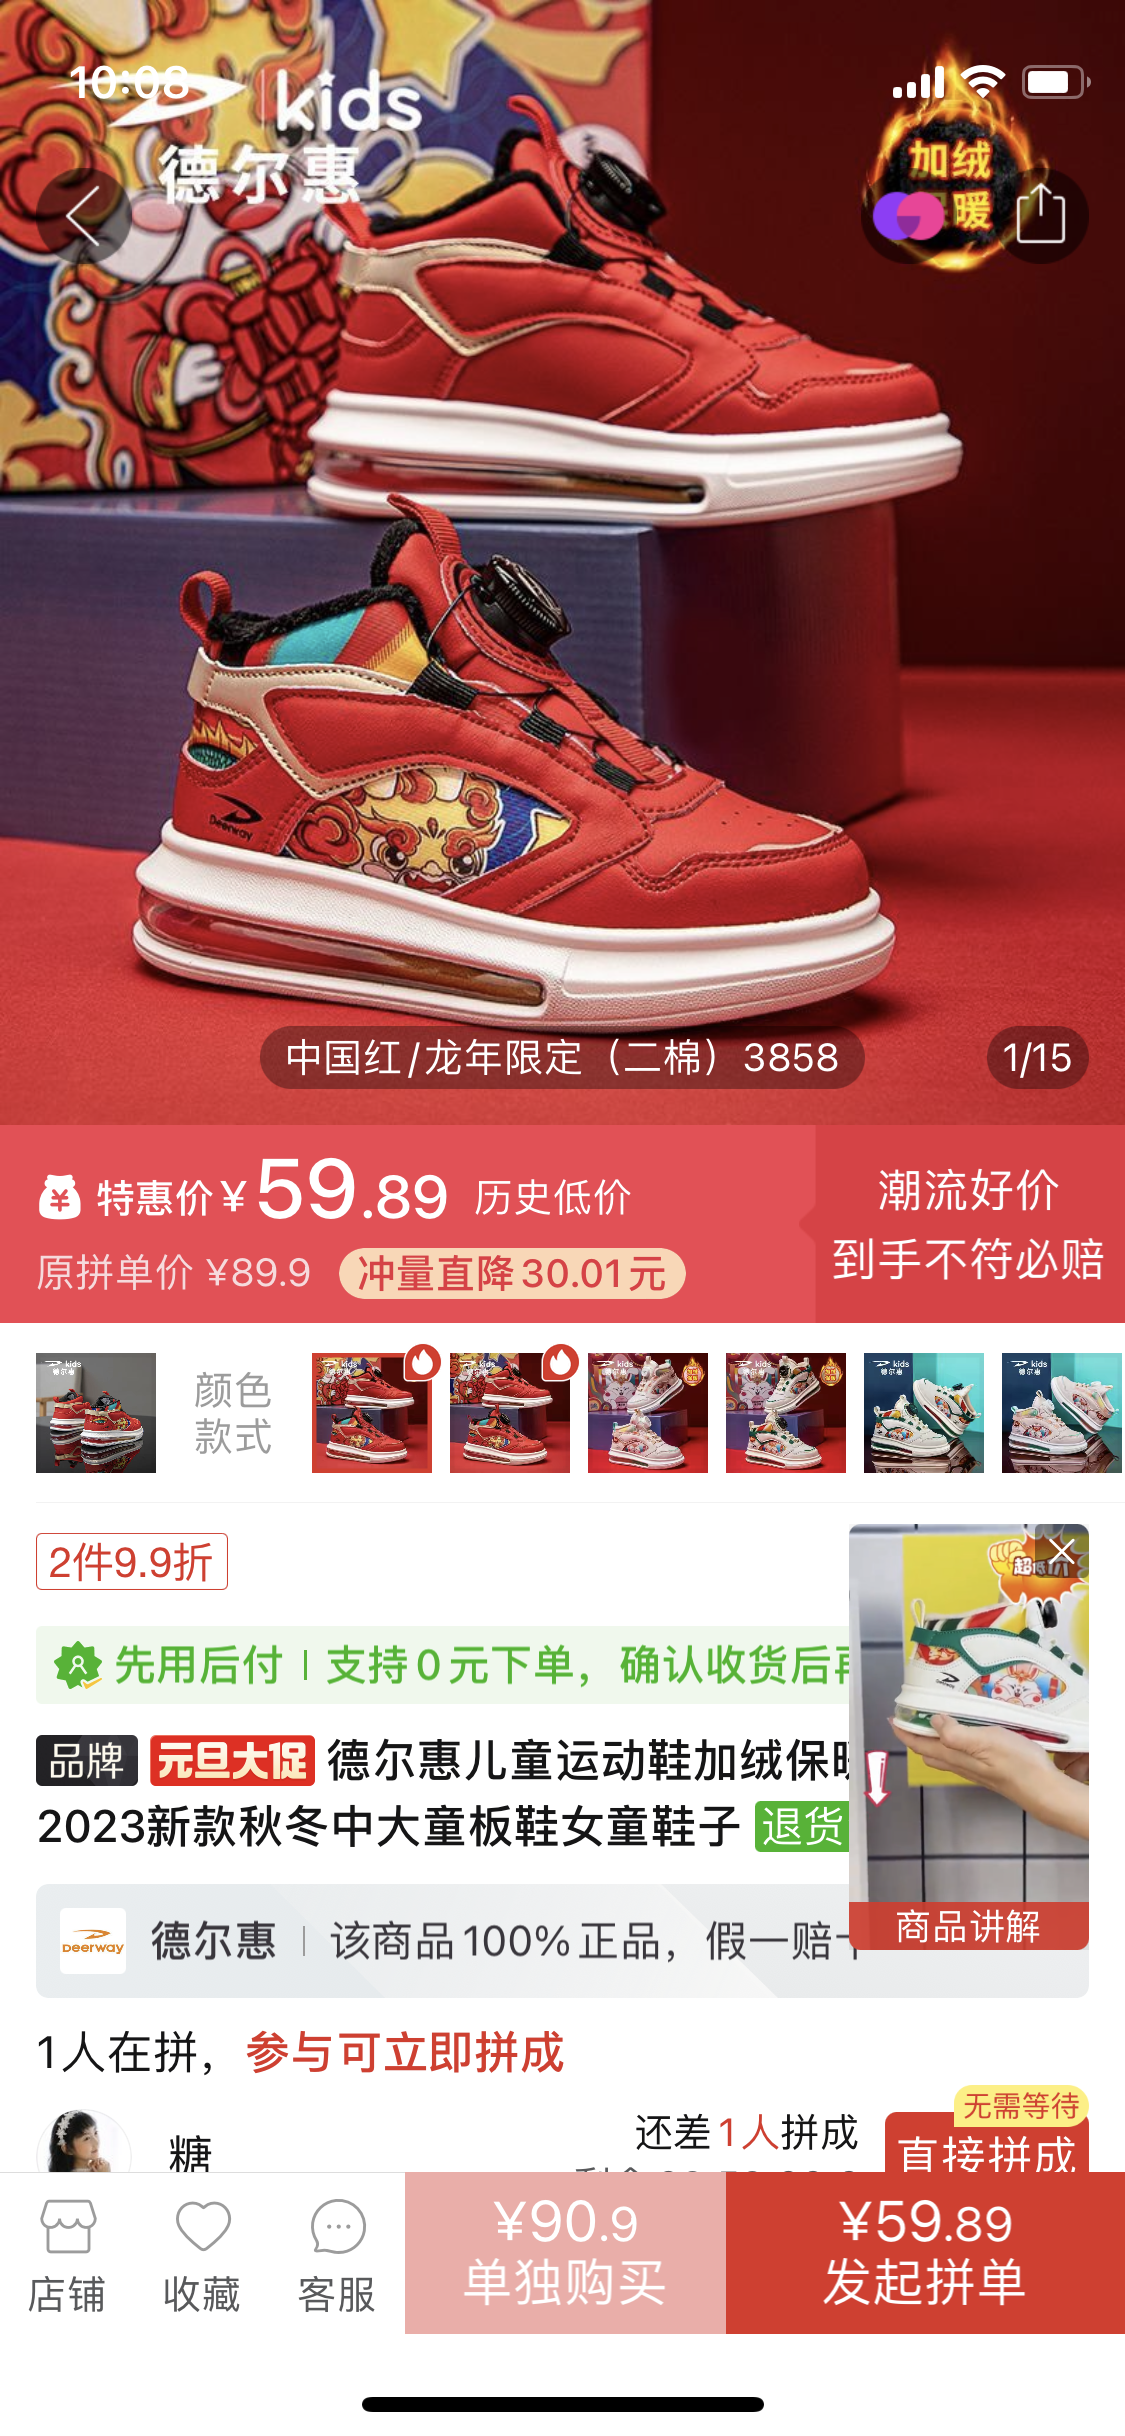 10:08
kids
德尔惠
加绒
暖
Deerway
中国红/龙年限定（二棉）3858
1/15
特惠价¥59.89 历史低价
原拼单价 ¥89.9 冲量直降30.01元
潮流好价
到手不符必赔
颜色
款式
2件9.9折
先用后付 | 支持0元下单，确认收货后
品牌 元旦大促 德尔惠儿童运动鞋加绒保
2023新款秋冬中大童板鞋女童鞋子 退货
商品讲解
Deerway 德尔惠 | 该商品100%正品，假一赔
1人在拼，参与可立即拼成
糖
还差1人拼成
无需等待
直接拼成
店铺
收藏
客服
¥90.9
单独购买
¥59.89
发起拼单